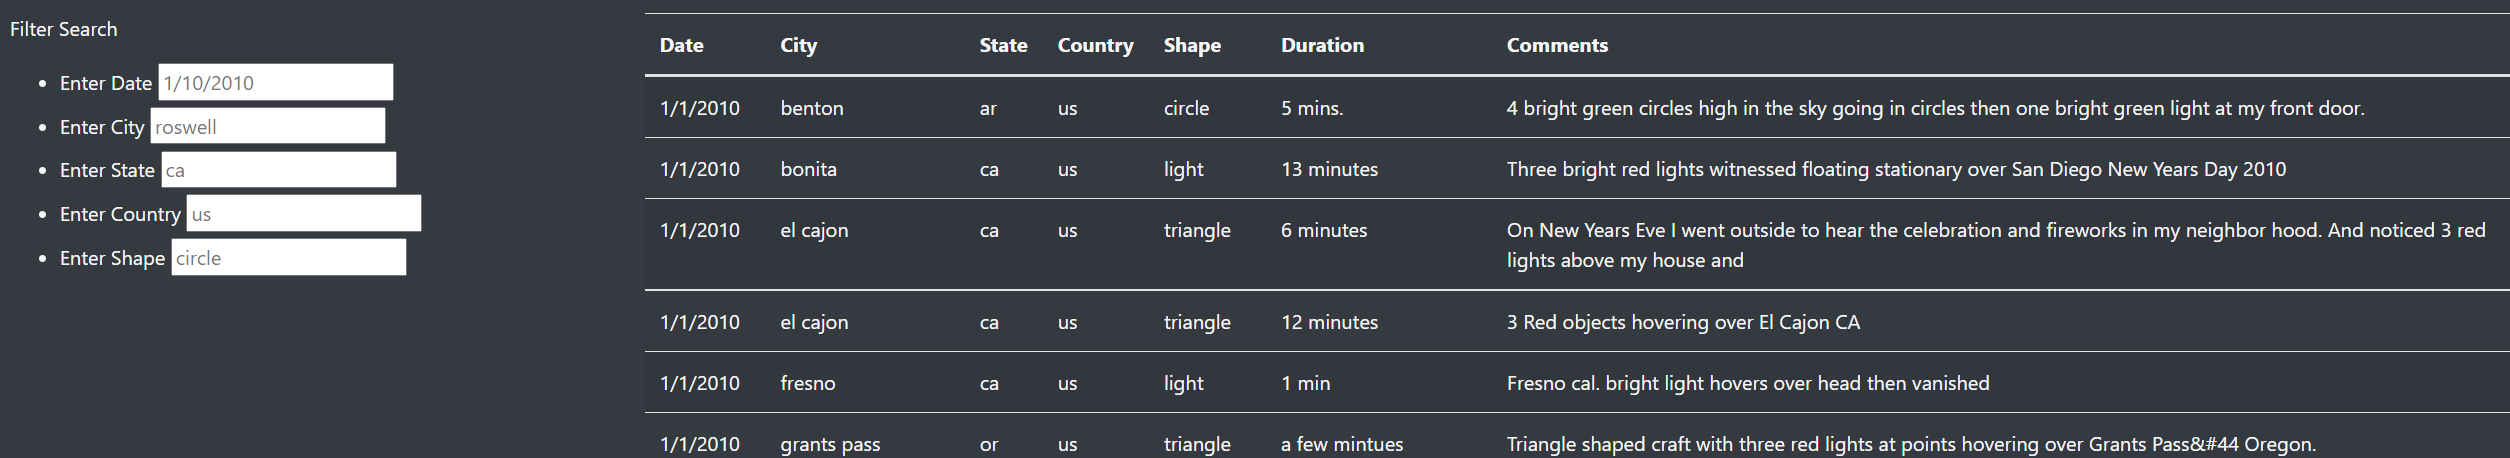 Filter Search
Enter Date 1/10/2010
Enter City roswell
Enter State ca
Enter Country us
Enter Shape circle
Date City State Country Shape Duration Comments
1/1/2010 benton ar us circle 5 mins. 4 bright green circles high in the sky going in circles then one bright green light at my front door.
1/1/2010 bonita ca us light 13 minutes Three bright red lights witnessed floating stationary over San Diego New Years Day 2010
1/1/2010 el cajon ca us triangle 6 minutes On New Years Eve I went outside to hear the celebration and fireworks in my neighbor hood. And noticed 3 red
lights above my house and
1/1/2010 el cajon ca us triangle 12 minutes 3 Red objects hovering over El Cajon CA
1/1/2010 fresno ca us light 1 min Fresno cal. bright light hovers over head then vanished
1/1/2010 grants pass or us triangle a few mintues Triangle shaped craft with three red lights at points hovering over Grants Pass&#44 Oregon.